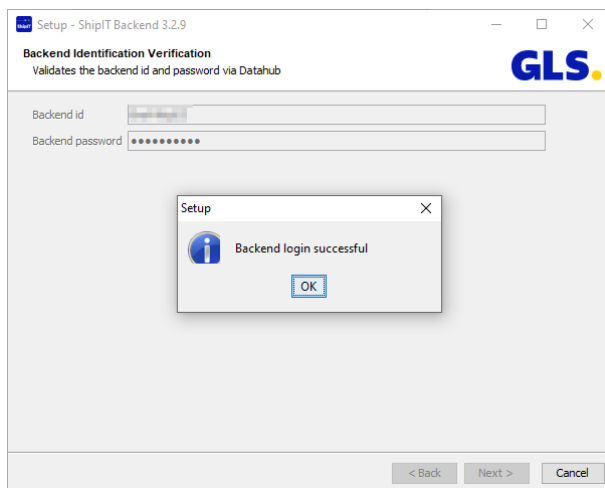 ShipIT Setup - ShipIT Backend 3.2.9
Backend Identification Verification
Validates the backend id and password via Datahub
GLS.
Backend id
Backend password ●●●●●●●●●●
Setup
Backend login successful
OK
< Back Next > Cancel